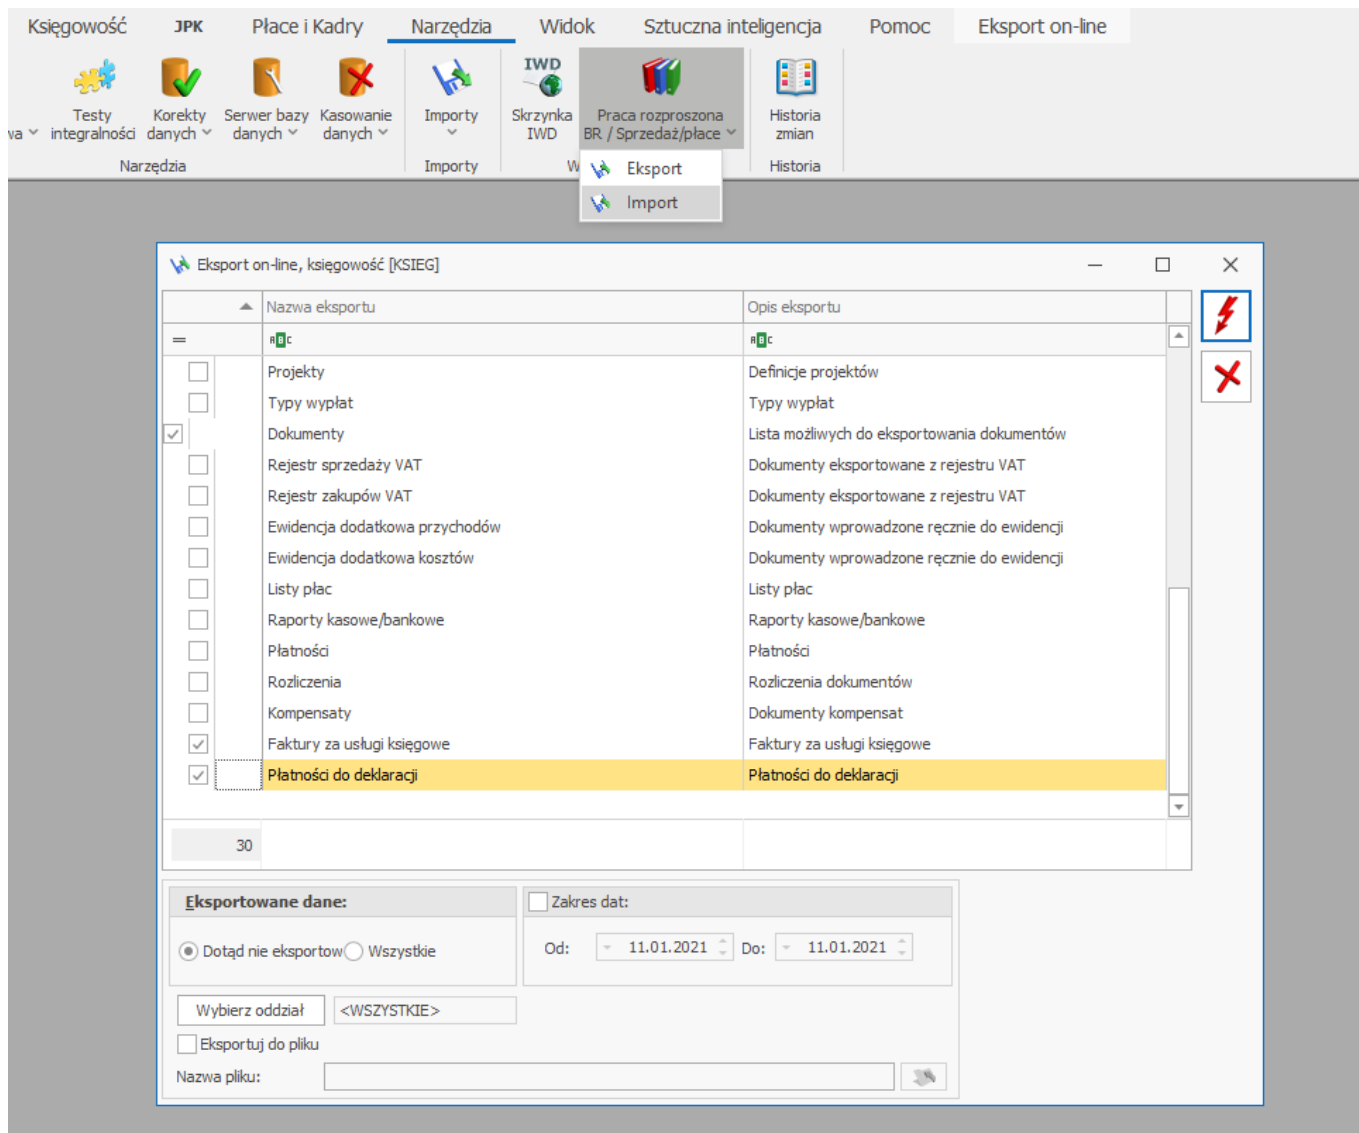 Księgowość JPK Płace i Kadry Narzędzia Widok Sztuczna inteligencja Pomoc Eksport on-line
IWD
Testy Korekty Serwer bazy Kasowanie Importy Skrzynka Praca rozproszona Historia
wa integralności danych danych danych IWD BR / Sprzedaż/płace zmian
Narzędzia Importy W Historia
Eksport
Import
Eksport on-line, księgowość [KSIEG]
Nazwa eksportu Opis eksportu
= ABC ABC
Projekty Definicje projektów
Typy wypłat Typy wypłat
Dokumenty Lista możliwych do eksportowania dokumentów
Rejestr sprzedaży VAT Dokumenty eksportowane z rejestru VAT
Rejestr zakupów VAT Dokumenty eksportowane z rejestru VAT
Ewidencja dodatkowa przychodów Dokumenty wprowadzone ręcznie do ewidencji
Ewidencja dodatkowa kosztów Dokumenty wprowadzone ręcznie do ewidencji
Listy płac Listy płac
Raporty kasowe/bankowe Raporty kasowe/bankowe
Płatności Płatności
Rozliczenia Rozliczenia dokumentów
Kompensaty Dokumenty kompensat
Faktury za usługi księgowe Faktury za usługi księgowe
Płatności do deklaracji Płatności do deklaracji
30
Eksportowane dane: Zakres dat:
Dotąd nie eksportow Wszystkie Od: 11.01.2021 Do: 11.01.2021
Wybierz oddział <WSZYSTKIE>
Eksportuj do pliku
Nazwa pliku: